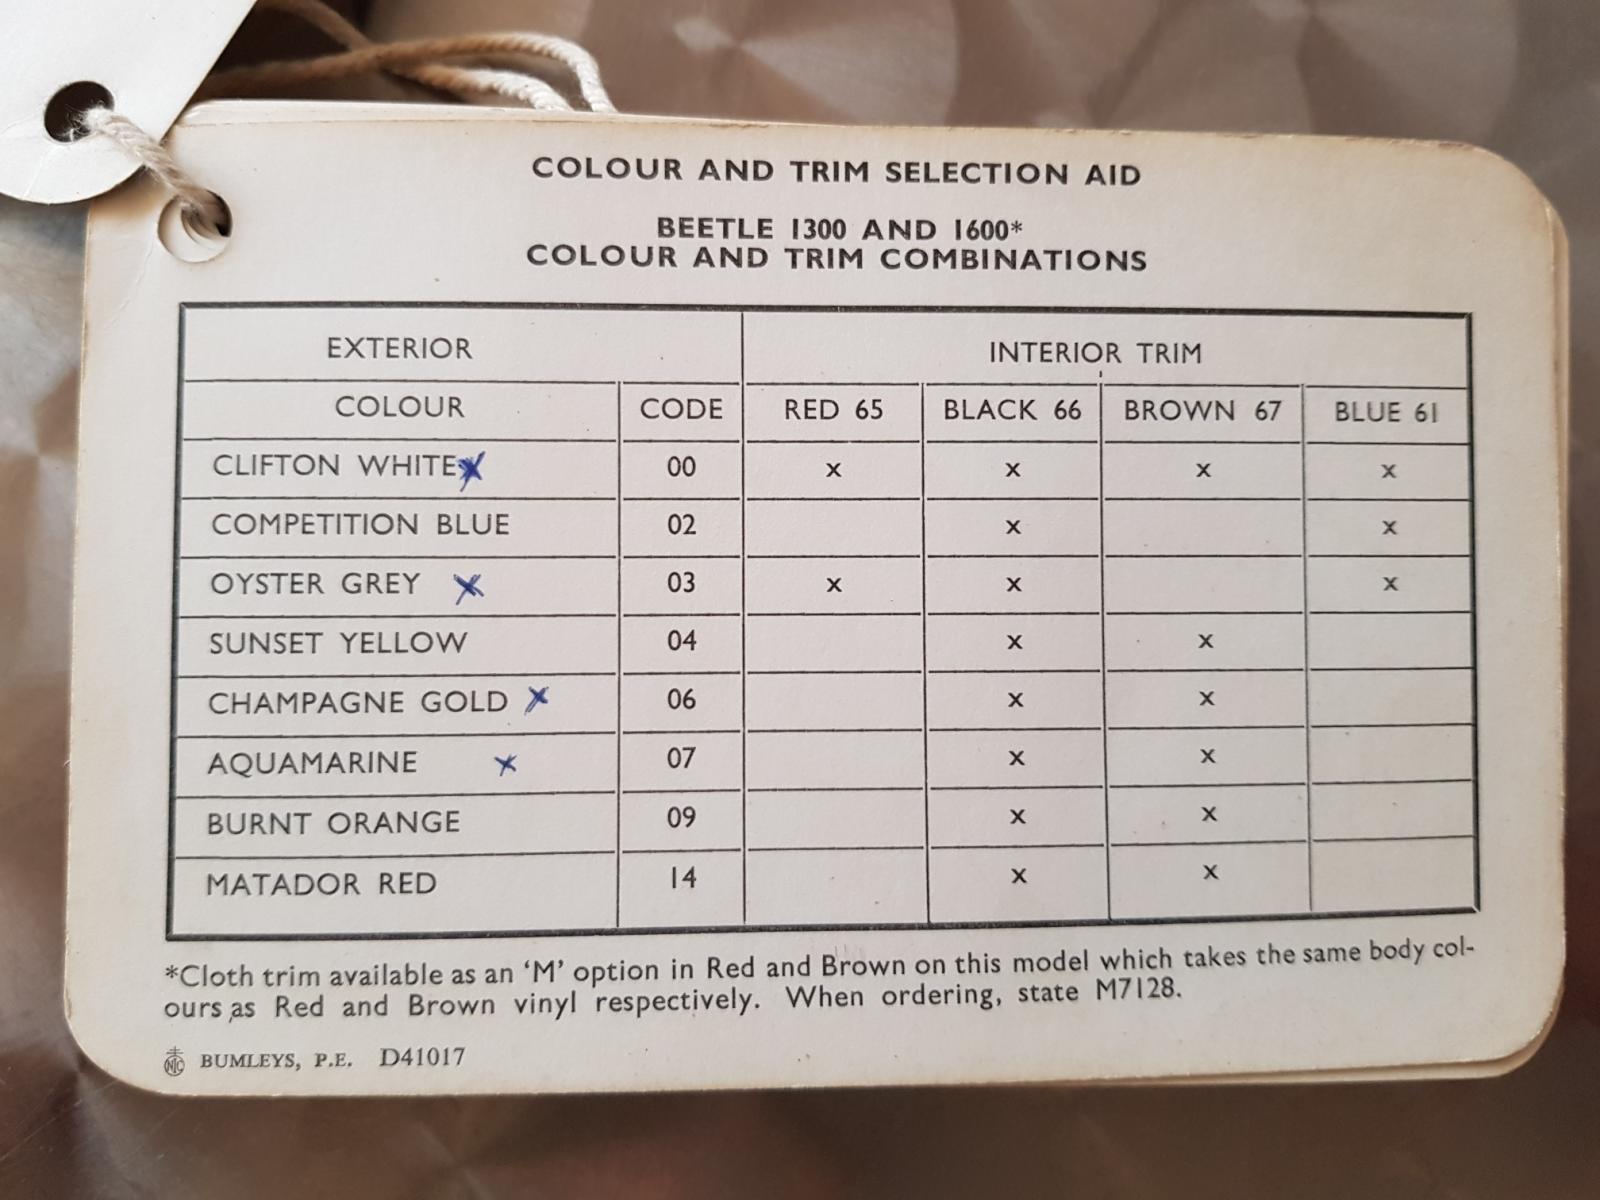 COLOUR AND TRIM SELECTION AID
BEETLE 1300 AND 1600*
COLOUR AND TRIM COMBINATIONS
EXTERIOR INTERIOR TRIM
COLOUR CODE RED 65 BLACK 66 BROWN 67 BLUE 61
CLIFTON WHITE X 00 x x x x
COMPETITION BLUE 02 x x
OYSTER GREY X 03 x x x
SUNSET YELLOW 04 x x
CHAMPAGNE GOLD X 06 x x
AQUAMARINE X 07 x x
BURNT ORANGE 09 x x
MATADOR RED 14 x x
*Cloth trim available as an ‘M’ option in Red and Brown on this model which takes the same body col-
ours as Red and Brown vinyl respectively. When ordering, state M7128.
BUMLEYS, P.E. D41017